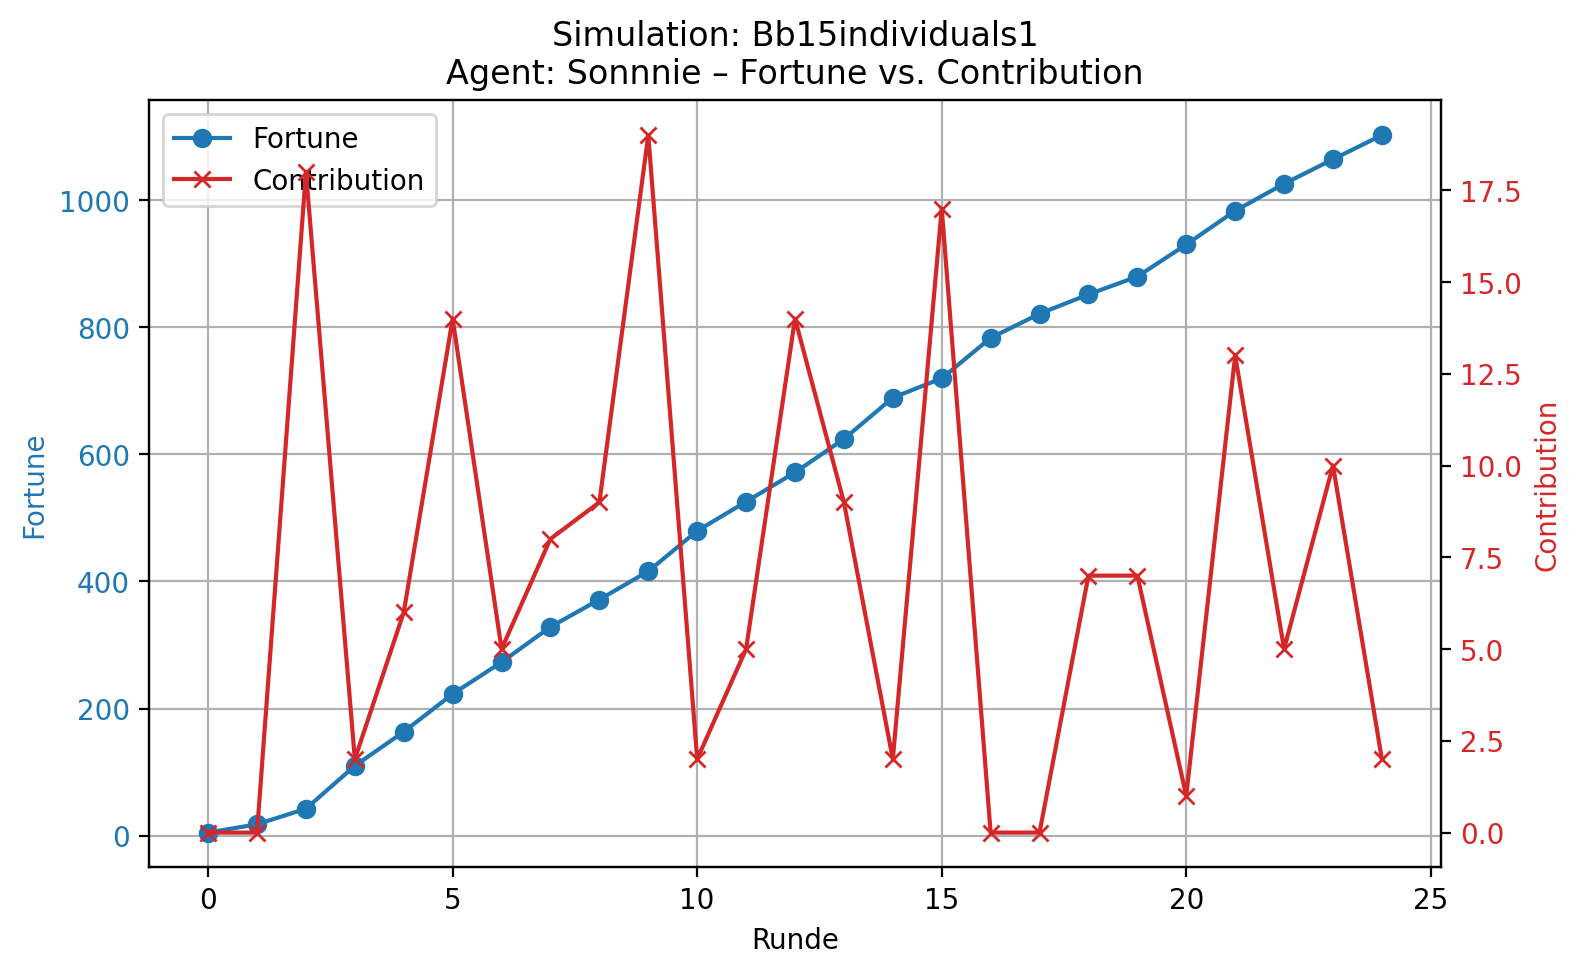 Simulation: Bb15individuals1
Agent: Sonnnie – Fortune vs. Contribution
Fortune
Contribution
1000
800
600
400
200
0
Fortune
17.5
15.0
12.5
10.0
7.5
5.0
2.5
0.0
Contribution
0 5 10 15 20 25
Runde